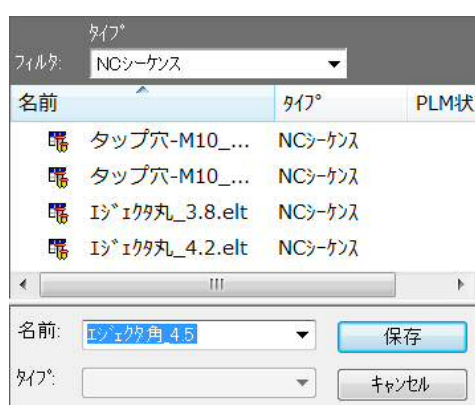 ﾀｲﾌﾟ
フィルタ: NCシーケンス
名前 ﾀｲﾌﾟ PLM状
タップ穴-M10_... NCｼｰｹﾝｽ
タップ穴-M10_... NCｼｰｹﾝｽ
ｴｼﾞｪｸﾀ丸_3.8.elt NCｼｰｹﾝｽ
ｴｼﾞｪｸﾀ丸_4.2.elt NCｼｰｹﾝｽ
名前: ｴｼﾞｪｸﾀ角_4.5 保存
ﾀｲﾌﾟ: キャンセル